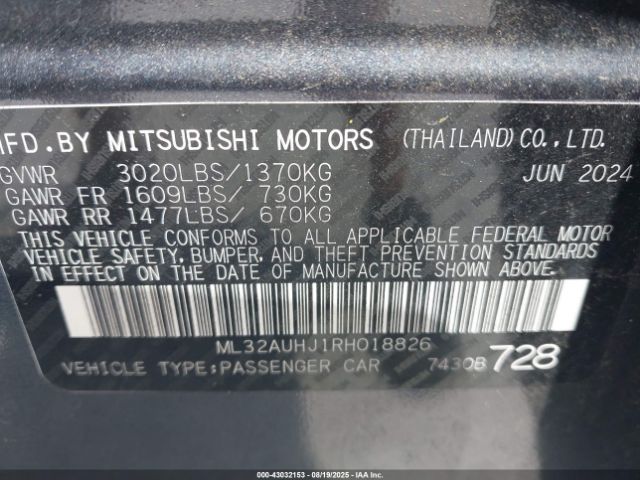 MFD.BY MITSUBISHI MOTORS (THAILAND) CO., LTD.
GVWR 3020LBS/1370KG JUN 2024
GAWR FR 1609LBS/ 730KG
GAWR RR 1477LBS/ 670KG
THIS VEHICLE CONFORMS TO ALL APPLICABLE FEDERAL MOTOR
VEHICLE SAFETY, BUMPER, AND THEFT PREVENTION STANDARDS
IN EFFECT ON THE DATE OF MANUFACTURE SHOWN ABOVE.
ML32AUHJ1RH018826
VEHICLE TYPE:PASSENGER CAR 7430B 728
000-43032153 - 08/19/2025 - IAAI.COM